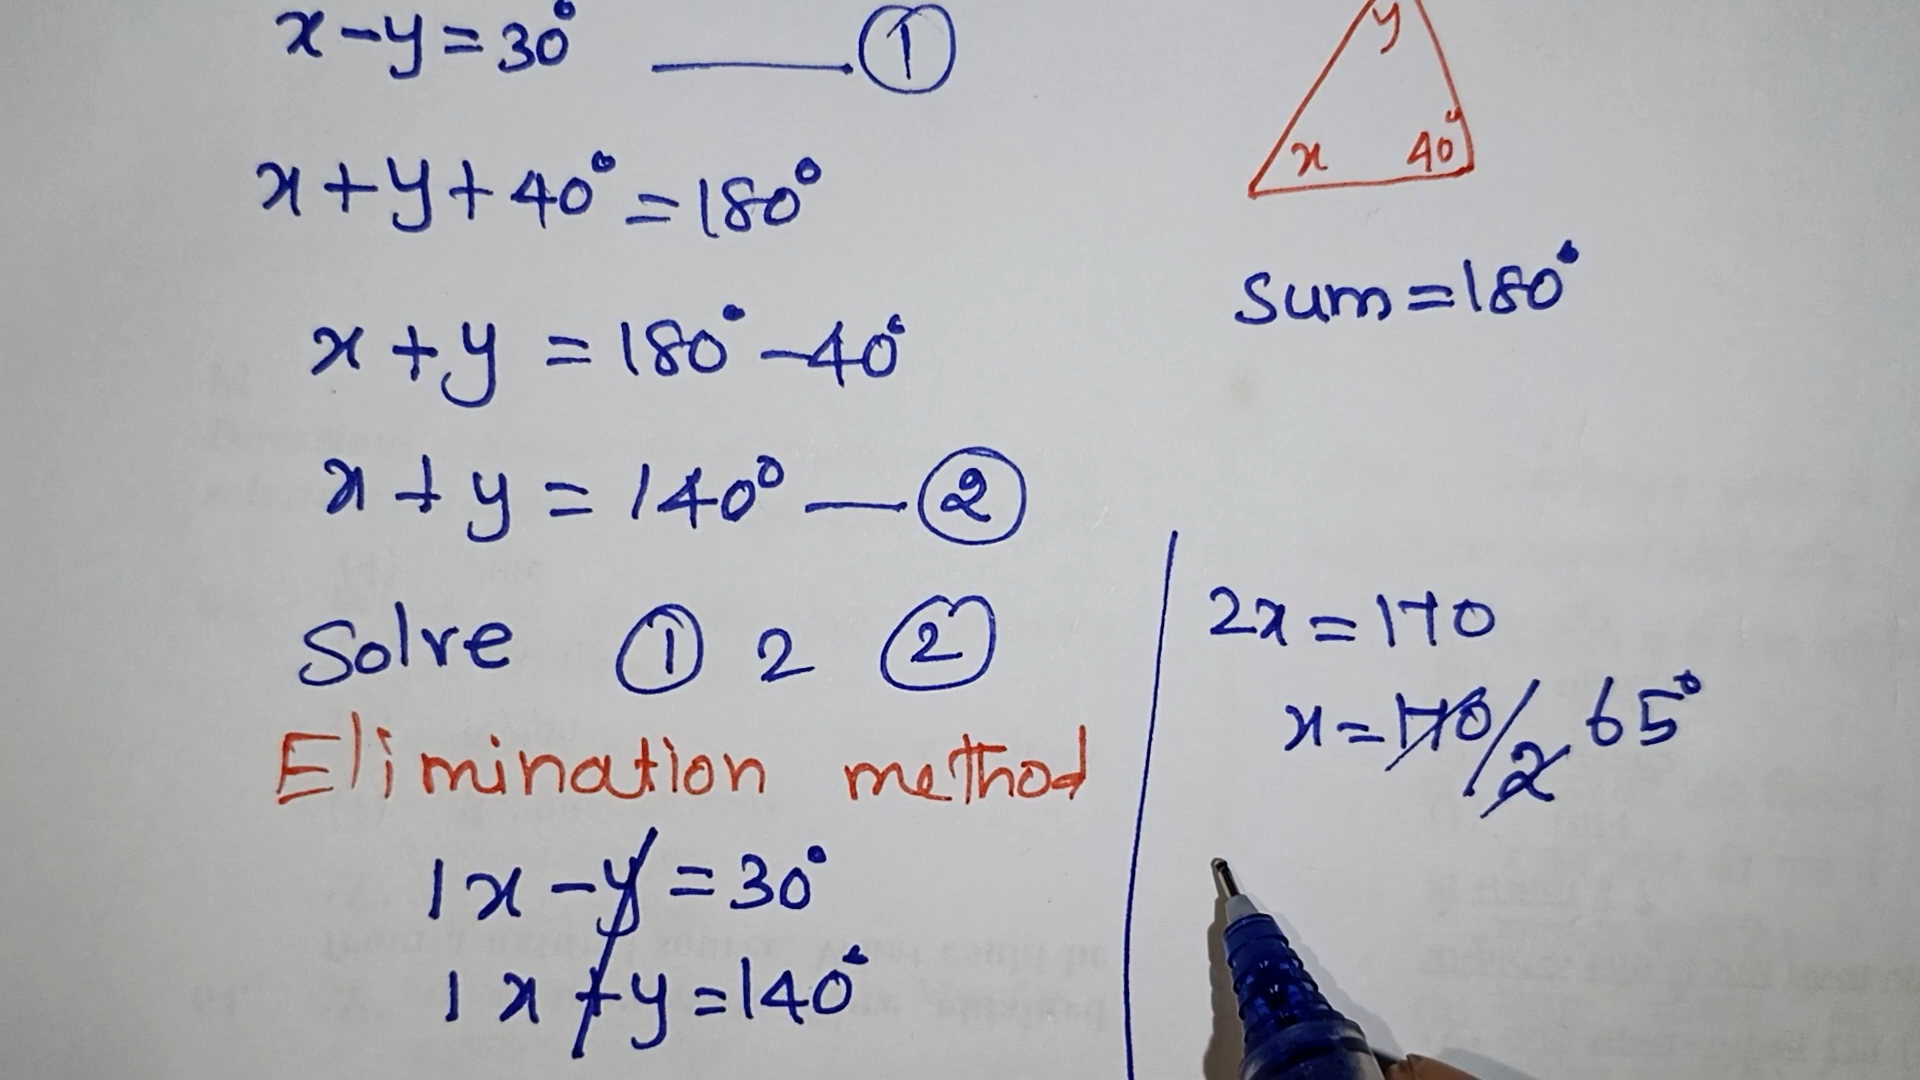 x-y=30° ——①
x+y+40°=180°
x+y=180°-40°
x+y=140° —②
Solve ① 2 ②
Elimination method
1x-y=30°
1x+y=140°
y
x 40°
Sum=180°
2x=170
x=170/2 65°